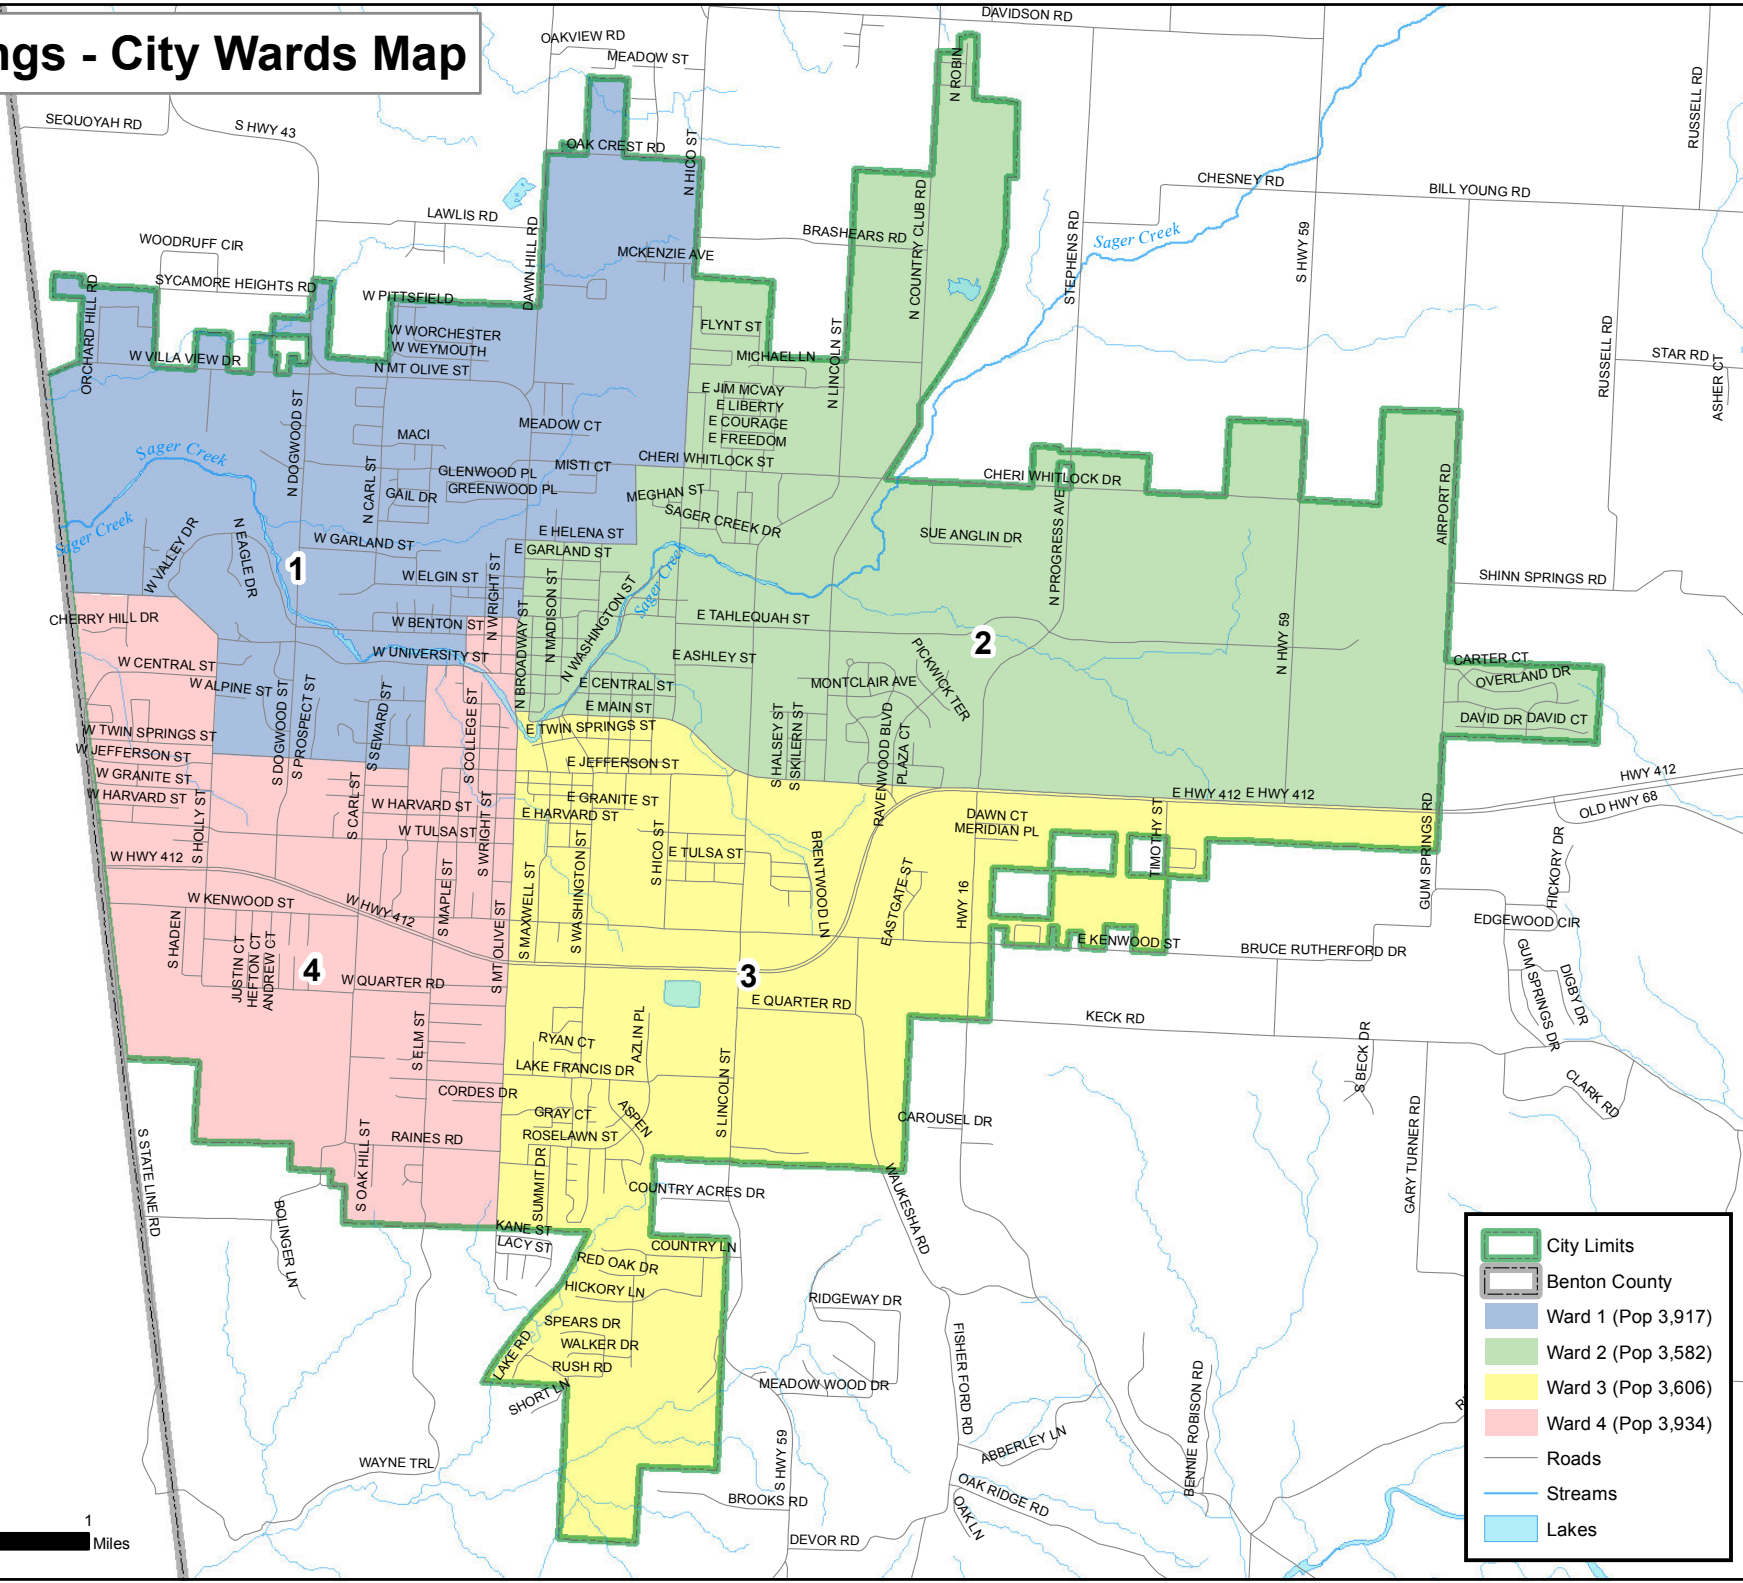 ngs - City Wards Map
DAVIDSON RD
OAKVIEW RD
MEADOW ST
N ROBIN
RUSSELL RD
SEQUOYAH RD
S HWY 43
OAK CREST RD
N HICO ST
CHESNEY RD
BILL YOUNG RD
LAWLIS RD
DAWN HILL RD
BRASHEARS RD
N COUNTRY CLUB RD
STEPHENS RD
Sager Creek
S HWY 59
WOODRUFF CIR
MCKENZIE AVE
SYCAMORE HEIGHTS RD
ORCHARD HILL RD
W PITTSFIELD
W WORCHESTER
W WEYMOUTH
W VILLA VIEW DR
N MT OLIVE ST
FLYNT ST
MICHAEL LN
N LINCOLN ST
RUSSELL RD
STAR RD
ASHER CT
E JIM MCVAY
E LIBERTY
E COURAGE
E FREEDOM
N DOGWOOD ST
MACI
MEADOW CT
Sager Creek
GLENWOOD PL
MISTI CT
CHERI WHITLOCK ST
CHERI WHITLOCK DR
N CARL ST
GAIL DR
GREENWOOD PL
MEGHAN ST
SAGER CREEK DR
N PROGRESS AVE
AIRPORT RD
Sager Creek
W VALLEY DR
N EAGLE DR
W GARLAND ST
E HELENA ST
E GARLAND ST
SUE ANGLIN DR
1
W ELGIN ST
N WRIGHT ST
N MADISON ST
N WASHINGTON ST
Sager Creek
SHINN SPRINGS RD
CHERRY HILL DR
W BENTON ST
N BROADWAY ST
E TAHLEQUAH ST
2
N HWY 59
W CENTRAL ST
W UNIVERSITY ST
E ASHLEY ST
PICKWICK TER
CARTER CT
OVERLAND DR
W ALPINE ST
S DOGWOOD ST
S PROSPECT ST
S SEWARD ST
S COLLEGE ST
E CENTRAL ST
MONTCLAIR AVE
E MAIN ST
DAVID DR
DAVID CT
W TWIN SPRINGS ST
E TWIN SPRINGS ST
S HALSEY ST
S SKILERN ST
RAVENWOOD BLVD
PLAZA CT
W JEFFERSON ST
E JEFFERSON ST
W GRANITE ST
E GRANITE ST
HWY 412
W HARVARD ST
W HARVARD ST
E HARVARD ST
E HWY 412
E HWY 412
OLD HWY 68
S HOLLY ST
S CARL ST
W TULSA ST
S WRIGHT ST
DAWN CT
MERIDIAN PL
TIMOTHY ST
GUM SPRINGS RD
W HWY 412
S MAPLE ST
S MAXWELL ST
S WASHINGTON ST
S HICO ST
E TULSA ST
BRENTWOOD LN
EASTGATE ST
HWY 16
HICKORY DR
W KENWOOD ST
W HWY 412
S MT OLIVE ST
E KENWOOD ST
BRUCE RUTHERFORD DR
EDGEWOOD CIR
S HADEN
JUSTIN CT
HEFTON CT
ANDREW CT
4
W QUARTER RD
3
E QUARTER RD
GUM SPRINGS DR
DIGBY DR
KECK RD
S ELM ST
RYAN CT
AZLIN PL
LAKE FRANCIS DR
S LINCOLN ST
S BECK DR
CORDES DR
GRAY CT
ASPEN
CAROUSEL DR
CLARK RD
GARY TURNER RD
S STATE LINE RD
RAINES RD
ROSELAWN ST
S OAK HILL ST
SUMMIT DR
COUNTRY ACRES DR
WAUKESHA RD
BOLINGER LN
KANE ST
LACY ST
COUNTRY LN
RED OAK DR
HICKORY LN
RIDGEWAY DR
SPEARS DR
WALKER DR
LAKE RD
RUSH RD
SHORT LN
MEADOW WOOD DR
FISHER FORD RD
BENNIE ROBISON RD
ABBERLEY LN
WAYNE TRL
S HWY 59
BROOKS RD
OAK RIDGE RD
OAK LN
DEVOR RD
City Limits
Benton County
Ward 1 (Pop 3,917)
Ward 2 (Pop 3,582)
Ward 3 (Pop 3,606)
Ward 4 (Pop 3,934)
Roads
Streams
Lakes
1
Miles